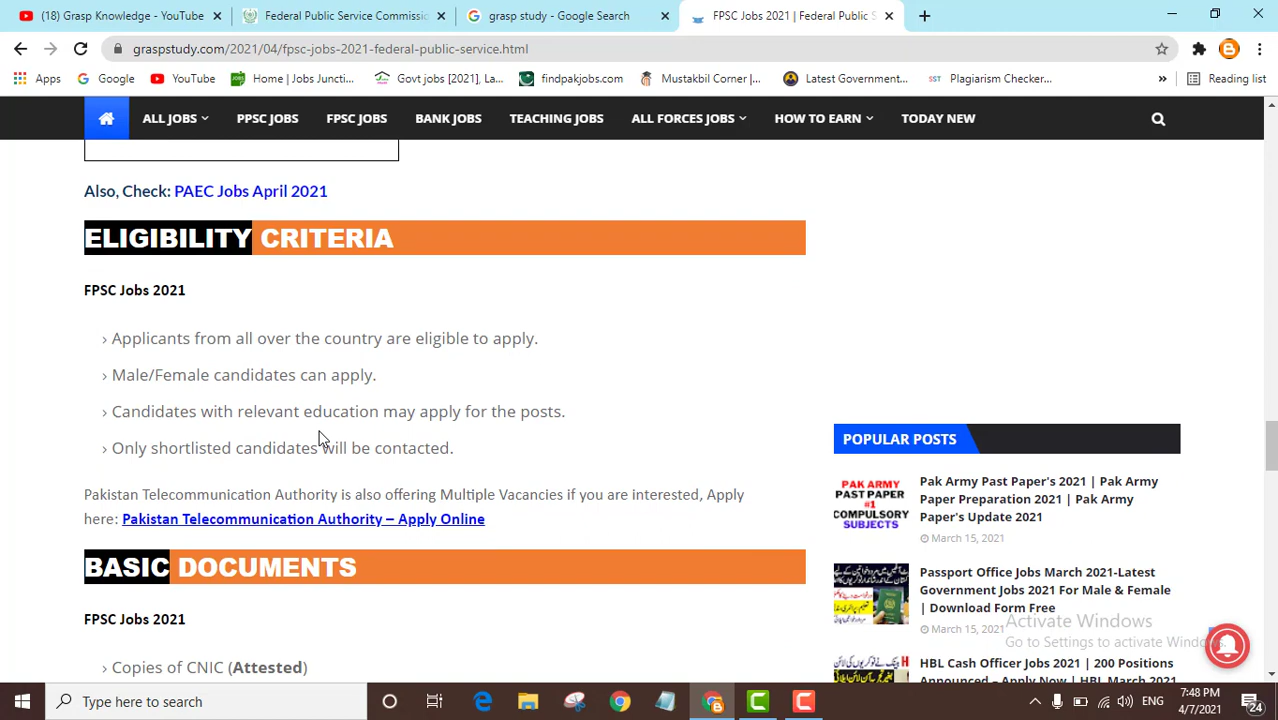 (18) Grasp Knowledge - YouTube
Federal Public Service Commissio
grasp study - Google Search
FPSC Jobs 2021 | Federal Public S
graspstudy.com/2021/04/fpsc-jobs-2021-federal-public-service.html
Apps
Google
YouTube
Home | Jobs Juncti...
Govt jobs [2021], La...
findpakjobs.com
Mustakbil Corner |...
Latest Government...
SST
Plagiarism Checker...
»
Reading list
ALL JOBS
PPSC JOBS
FPSC JOBS
BANK JOBS
TEACHING JOBS
ALL FORCES JOBS
HOW TO EARN
TODAY NEW
Also, Check: PAEC Jobs April 2021
ELIGIBILITY CRITERIA
FPSC Jobs 2021
› Applicants from all over the country are eligible to apply.
› Male/Female candidates can apply.
› Candidates with relevant education may apply for the posts.
› Only shortlisted candidates will be contacted.
Pakistan Telecommunication Authority is also offering Multiple Vacancies if you are interested, Apply
here: Pakistan Telecommunication Authority – Apply Online
BASIC DOCUMENTS
FPSC Jobs 2021
› Copies of CNIC (Attested)
POPULAR POSTS
PAK ARMY
PAST PAPER
#1
COMPULSORY
SUBJECTS
Pak Army Past Paper's 2021 | Pak Army
Paper Preparation 2021 | Pak Army
Paper's Update 2021
March 15, 2021
Passport Office Jobs March 2021-Latest
Government Jobs 2021 For Male & Female
| Download Form Free
March 15, 2021
HBL Cash Officer Jobs 2021 | 200 Positions
Announced – Apply Now | HBL March 2021
Activate Windows
Go to Settings to activate Windows.
Type here to search
ENG
7:48 PM
4/7/2021
24